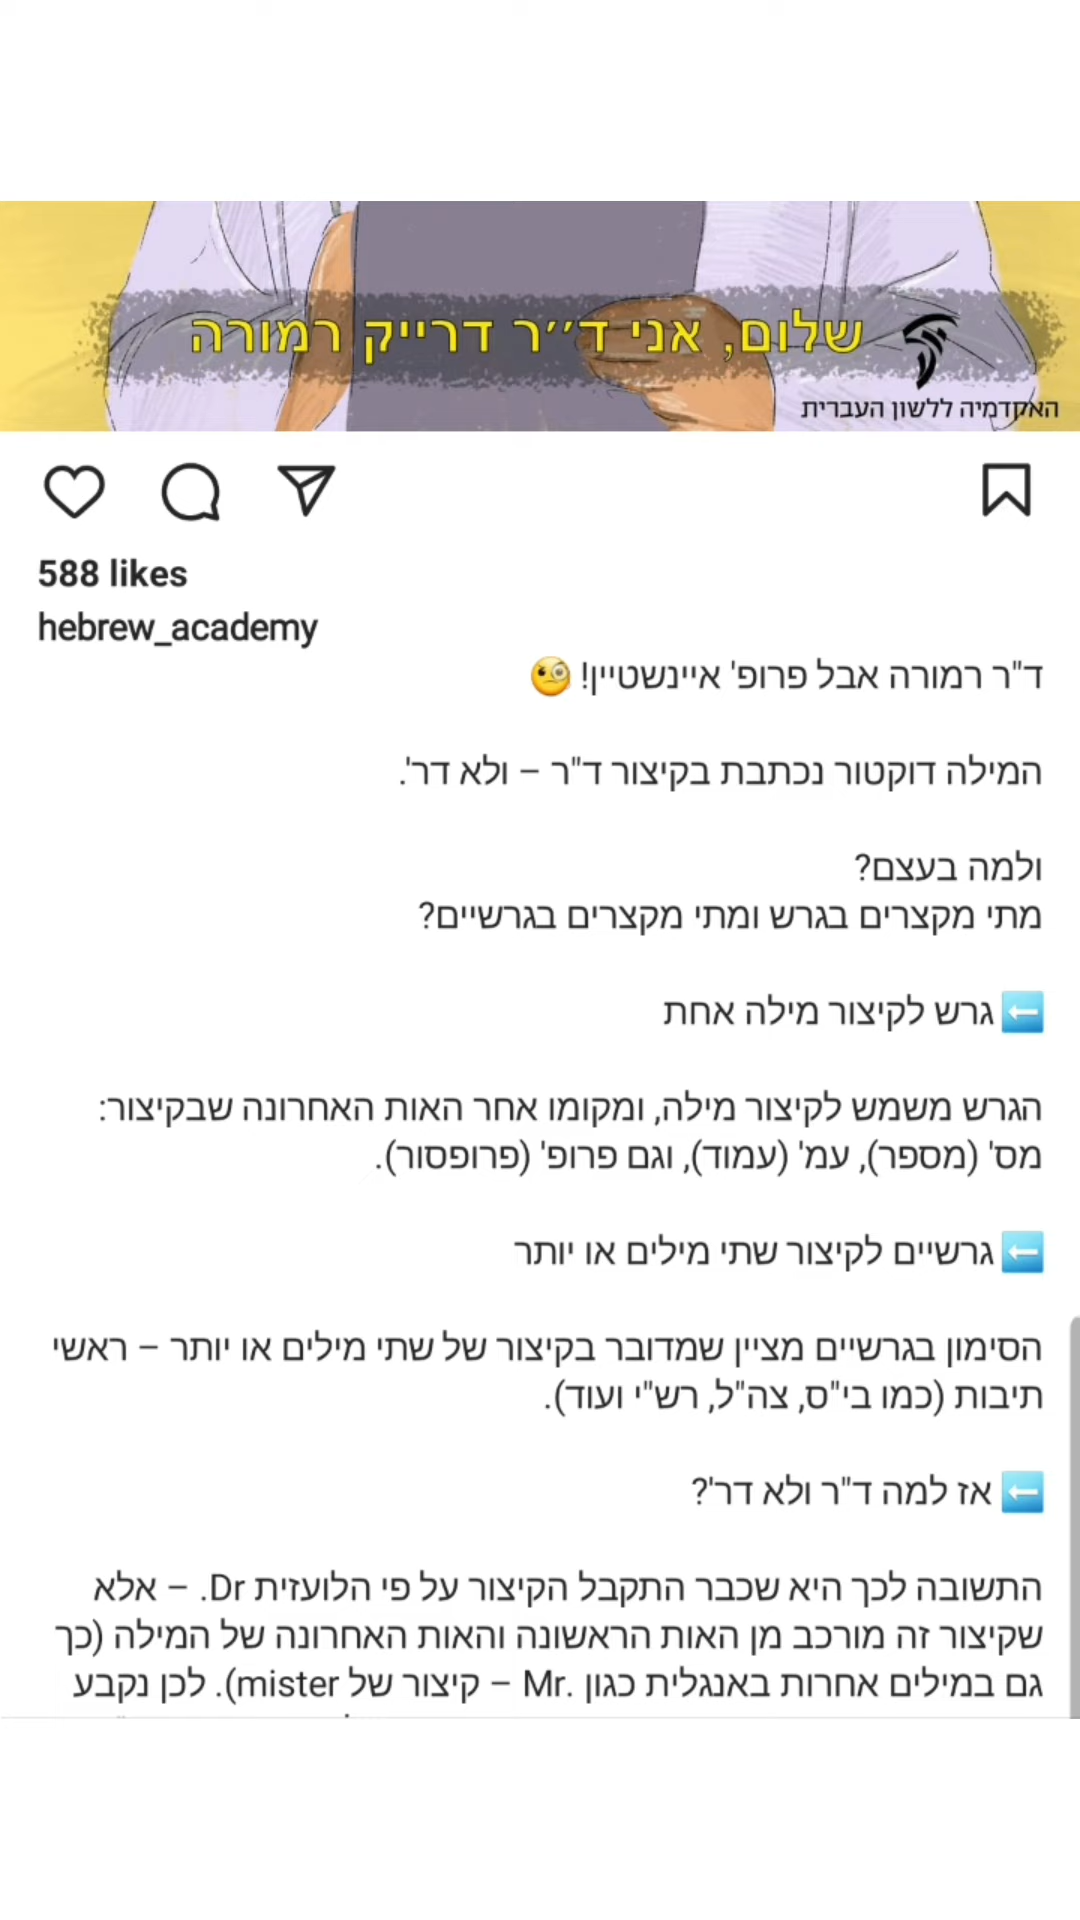 שלום, אני ד׳׳ר דרייק רמורה
האקדמיה ללשון העברית
588 likes
hebrew_academy
ד"ר רמורה אבל פרופ' איינשטיין! 🧐
המילה דוקטור נכתבת בקיצור ד"ר – ולא דר'.
ולמה בעצם?
מתי מקצרים בגרש ומתי מקצרים בגרשיים?
⬅️ גרש לקיצור מילה אחת
הגרש משמש לקיצור מילה, ומקומו אחר האות האחרונה שבקיצור:
מס' (מספר), עמ' (עמוד), וגם פרופ' (פרופסור).
⬅️ גרשיים לקיצור שתי מילים או יותר
הסימון בגרשיים מציין שמדובר בקיצור של שתי מילים או יותר – ראשי
תיבות (כמו בי"ס, צה"ל, רש"י ועוד).
⬅️ אז למה ד"ר ולא דר'?
התשובה לכך היא שכבר התקבל הקיצור על פי הלועזית Dr. – אלא
שקיצור זה מורכב מן האות הראשונה והאות האחרונה של המילה (כך
גם במילים אחרות באנגלית כגון Mr. – קיצור של mister). לכן נקבע